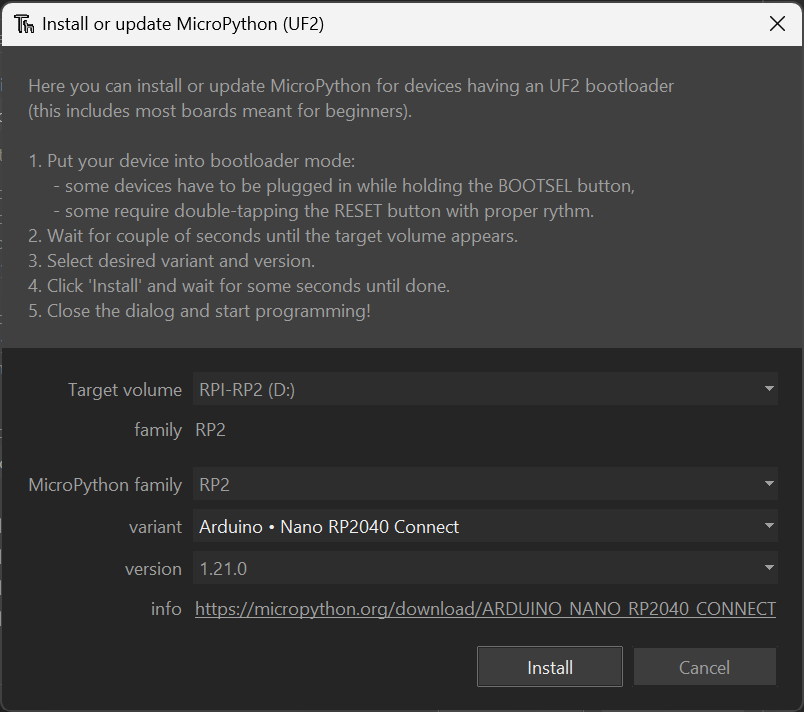 Install or update MicroPython (UF2)
Here you can install or update MicroPython for devices having an UF2 bootloader
(this includes most boards meant for beginners).
1. Put your device into bootloader mode:
- some devices have to be plugged in while holding the BOOTSEL button,
- some require double-tapping the RESET button with proper rythm.
2. Wait for couple of seconds until the target volume appears.
3. Select desired variant and version.
4. Click 'Install' and wait for some seconds until done.
5. Close the dialog and start programming!
Target volume RPI-RP2 (D:)
family RP2
MicroPython family RP2
variant Arduino • Nano RP2040 Connect
version 1.21.0
info https://micropython.org/download/ARDUINO_NANO_RP2040_CONNECT
Install Cancel